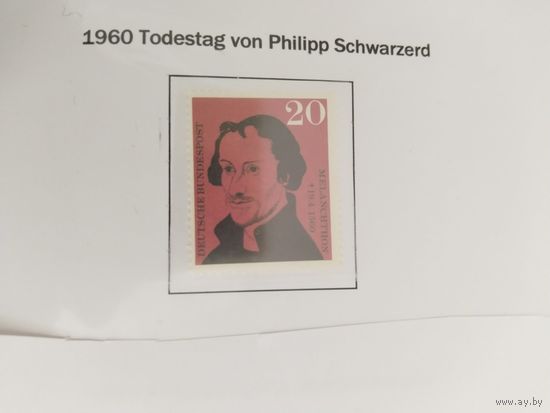 1960 Todestag von Philipp Schwarzerd
20
DEUTSCHE BUNDESPOST
MELANCHTHON
† 19.4.1560
www.ay.by